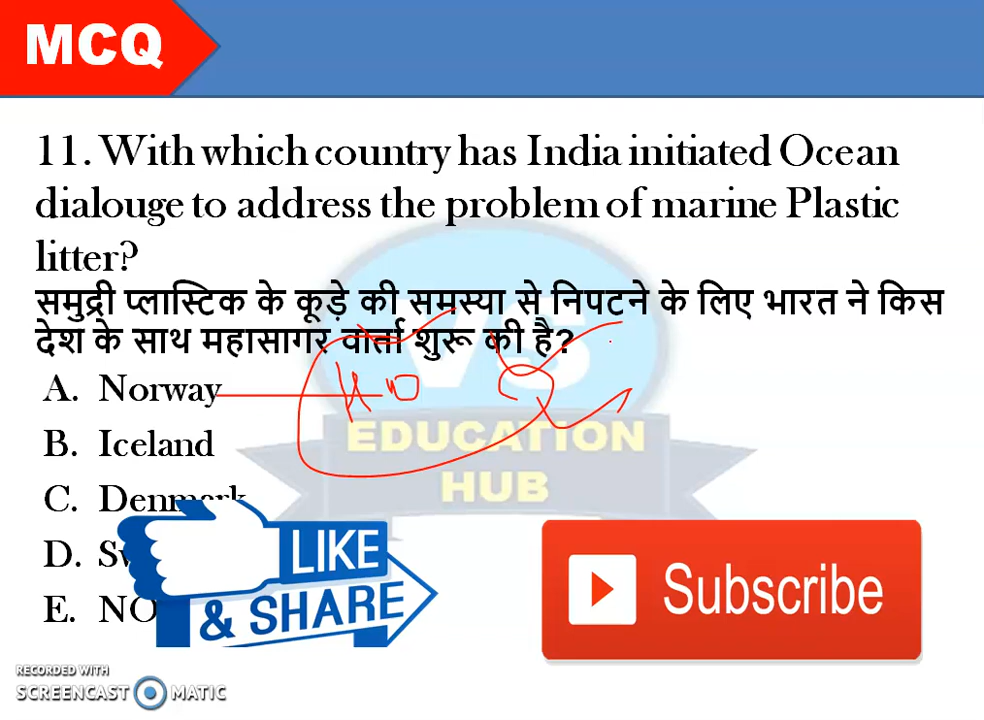 MCQ
11. With which country has India initiated Ocean
dialouge to address the problem of marine Plastic
litter?
समुद्री प्लास्टिक के कूड़े की समस्या से निपटने के लिए भारत ने किस
देश के साथ महासागर वार्ता शुरू की है?
A. Norway
B. Iceland
C. Denmark
D.
E. NO
VS
EDUCATION
HUB
LIKE
& SHARE
Subscribe
RECORDED WITH
SCREENCAST MATIC